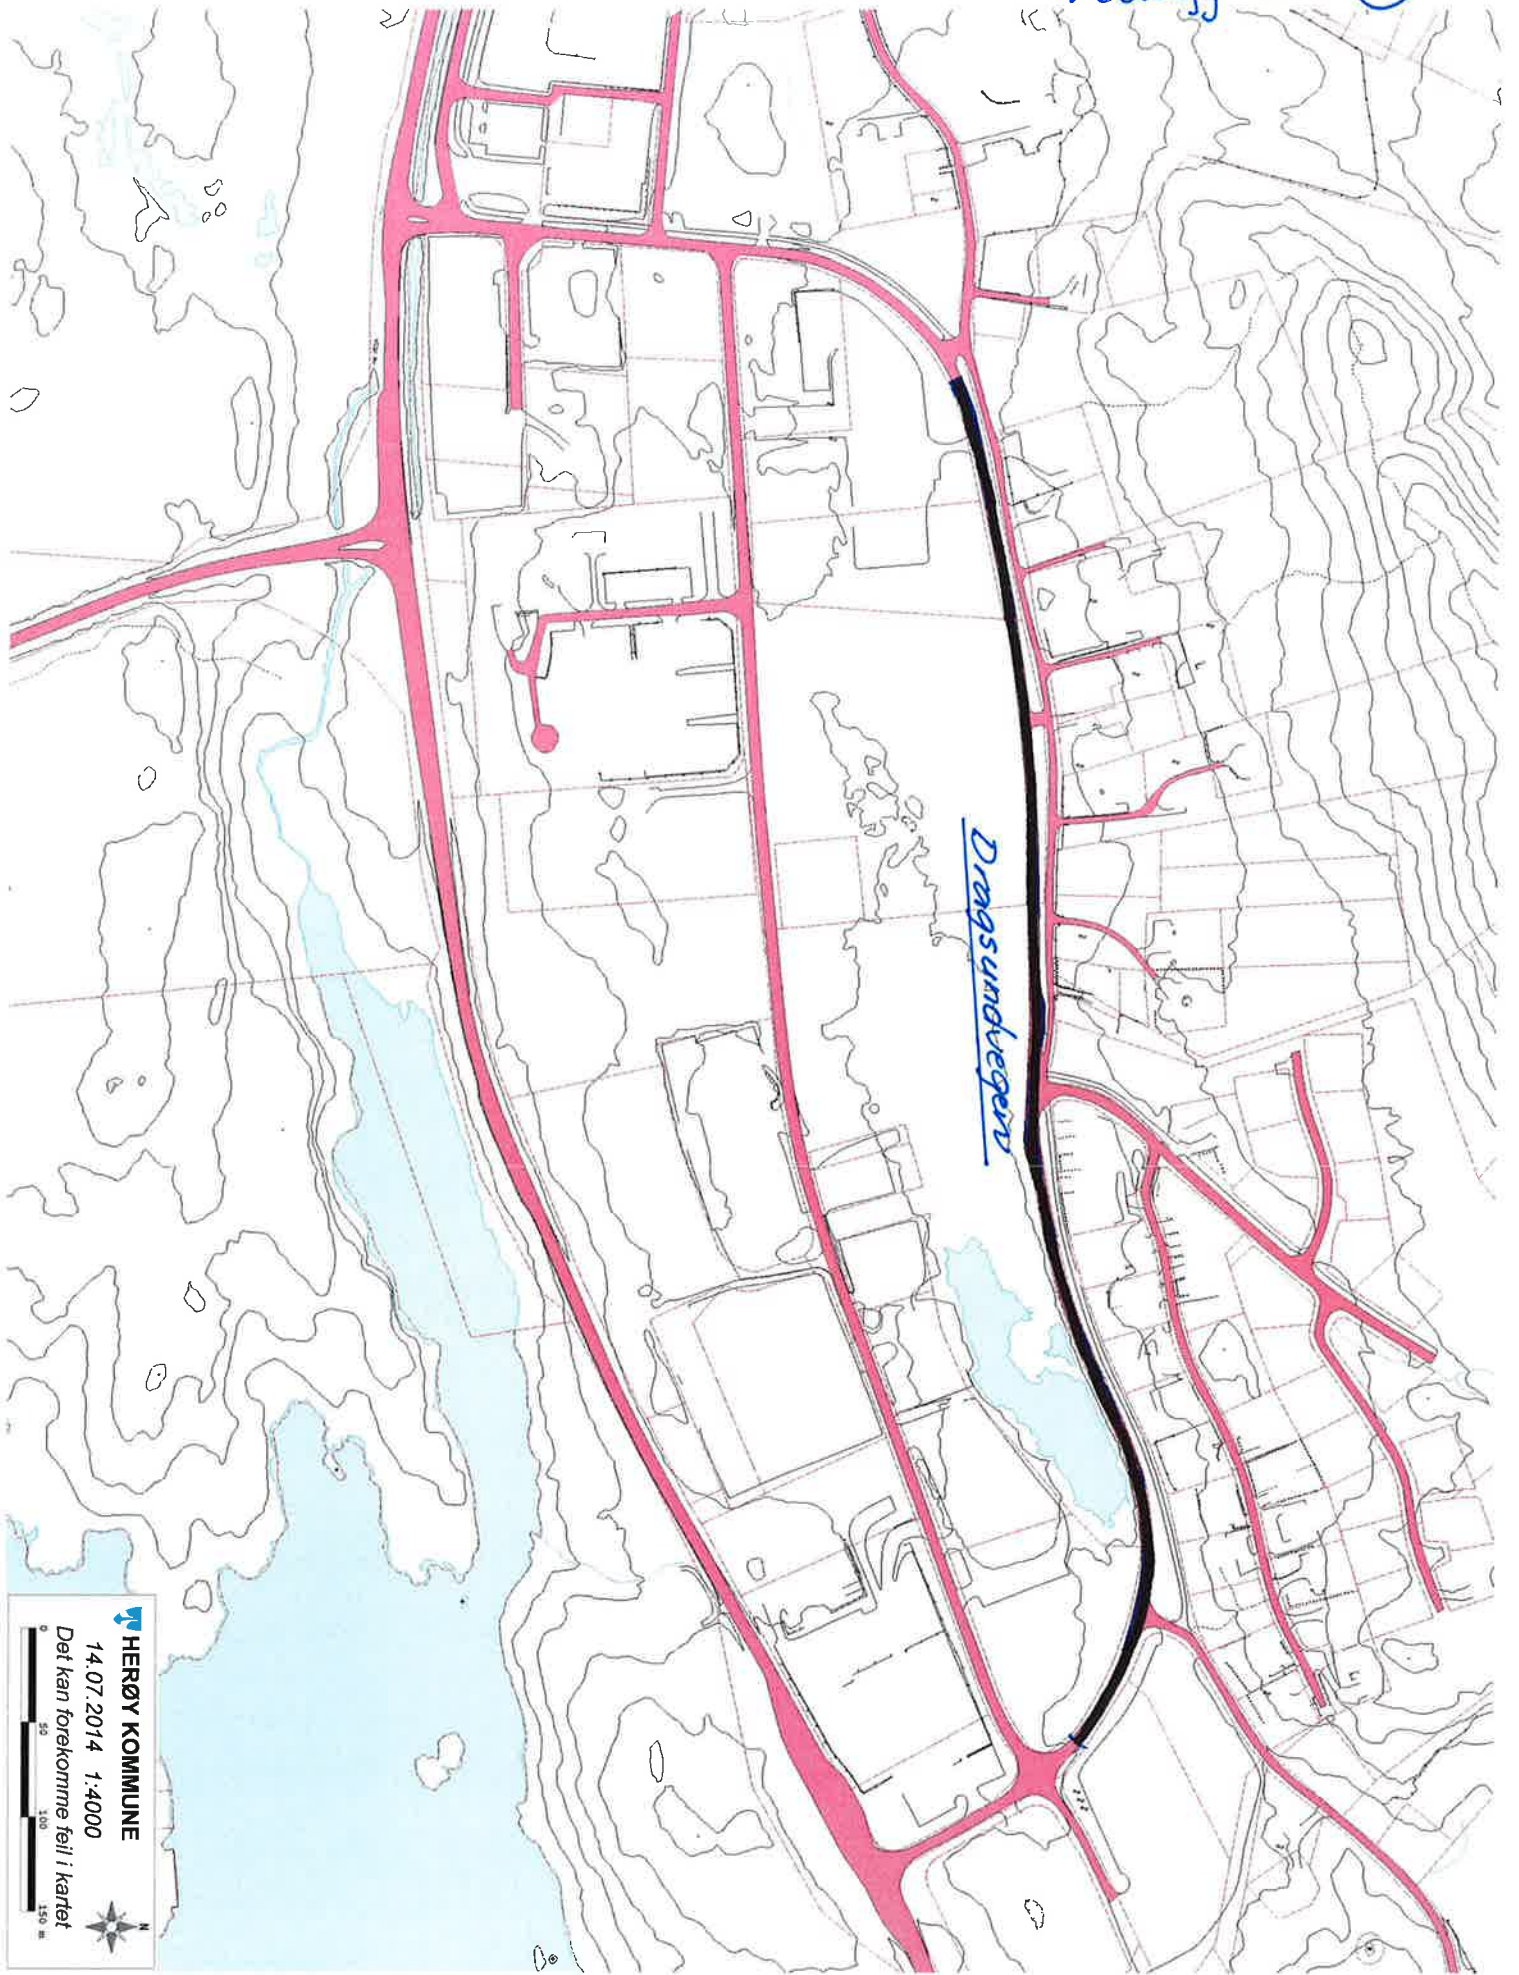 Dragsundvegen
HERØY KOMMUNE
14.07.2014 1:4000
Det kan forekomme feil i kartet
0 50 100 150 m
N